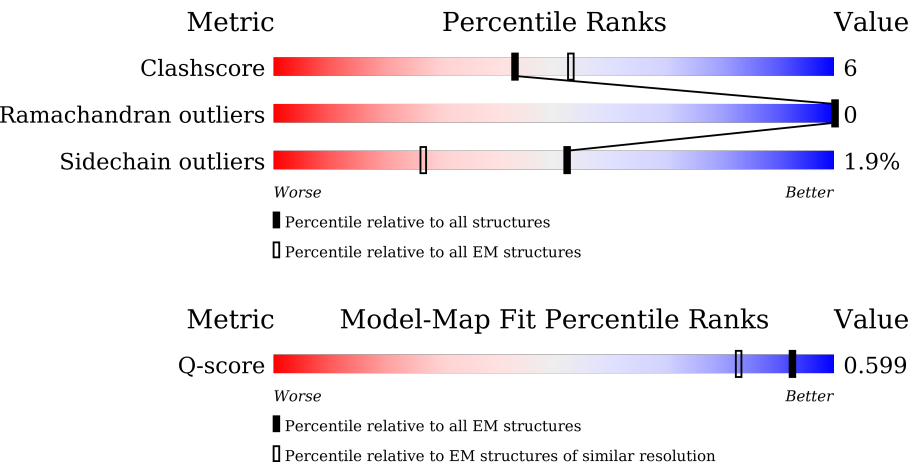 Metric Percentile Ranks Value
Clashscore 6
Ramachandran outliers 0
Sidechain outliers 1.9%
Worse Better
Percentile relative to all structures
Percentile relative to all EM structures
Metric Model-Map Fit Percentile Ranks Value
Q-score 0.599
Worse Better
Percentile relative to all EM structures
Percentile relative to EM structures of similar resolution